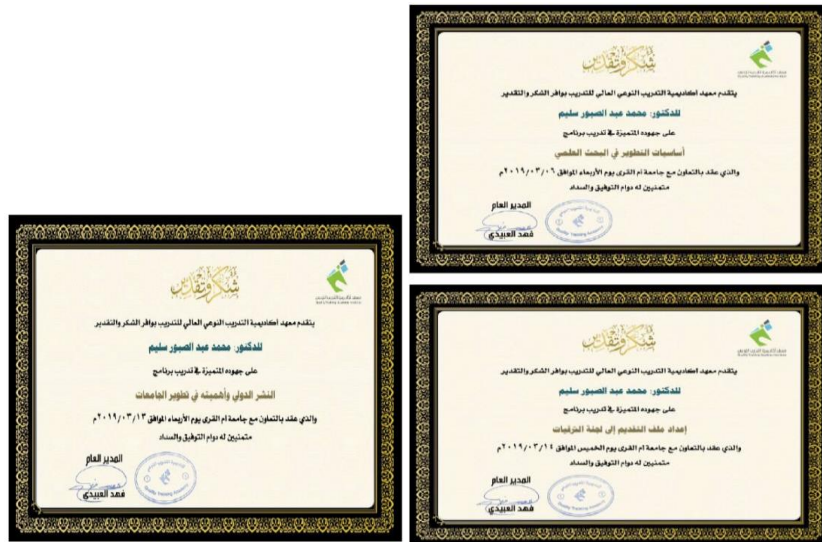 شكر وتقدير
يتقدم معهد أكاديمية التدريب النوعي العالي للتدريب بوافر الشكر والتقدير
للدكتور: محمد عبد الصبور سليم
على جهوده المتميزة في تدريب برنامج
أساسيات التطوير في البحث العلمي
والذي عقد بالتعاون مع جامعة ام القرى يوم الأربعاء الموافق ٢٠١٩/٠٣/٠٦م
متمنيين له دوام التوفيق والسداد
المدير العام
فهد العبيدي
شكر وتقدير
يتقدم معهد أكاديمية التدريب النوعي العالي للتدريب بوافر الشكر والتقدير
للدكتور: محمد عبد الصبور سليم
على جهوده المتميزة في تدريب برنامج
النشر الدولي وأهميته في تطوير الجامعات
والذي عقد بالتعاون مع جامعة ام القرى يوم الأربعاء الموافق ٢٠١٩/٠٣/١٣م
متمنيين له دوام التوفيق والسداد
المدير العام
فهد العبيدي
شكر وتقدير
يتقدم معهد أكاديمية التدريب النوعي العالي للتدريب بوافر الشكر والتقدير
للدكتور: محمد عبد الصبور سليم
على جهوده المتميزة في تدريب برنامج
إعداد ملف التقديم إلى لجنة الترقيات
والذي عقد بالتعاون مع جامعة ام القرى يوم الخميس الموافق ٢٠١٩/٠٣/١٤م
متمنيين له دوام التوفيق والسداد
المدير العام
فهد العبيدي